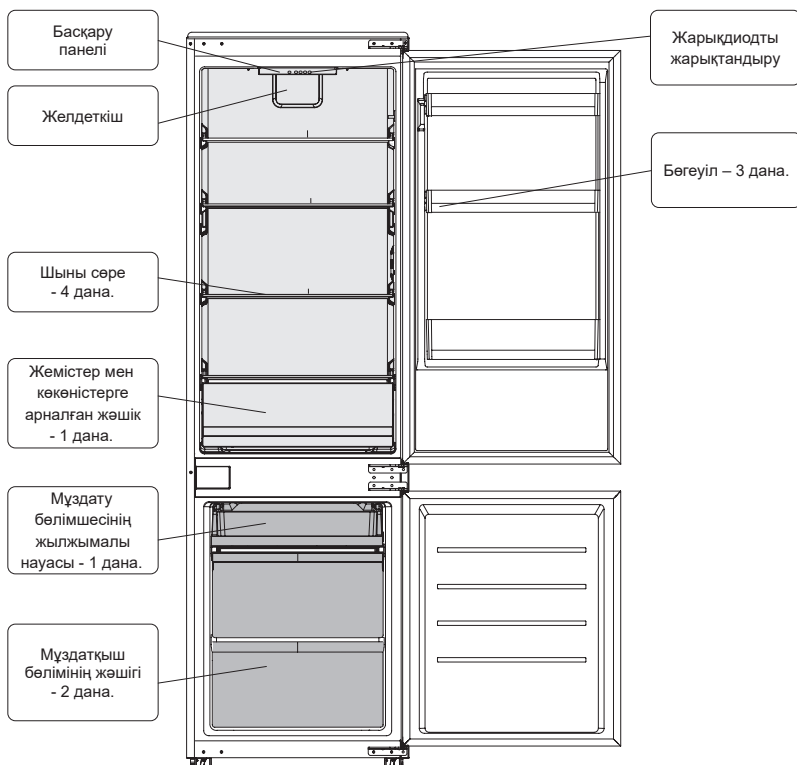 Басқару
панелі
Желдеткіш
Шыны сөре
- 4 дана.
Жемістер мен
көкөністерге
арналған жәшік
- 1 дана.
Мұздату
бөлімшесінің
жылжымалы
науасы - 1 дана.
Мұздатқыш
бөлімінің жәшігі
- 2 дана.
Жарықдиодты
жарықтандыру
Бөгеуіл – 3 дана.